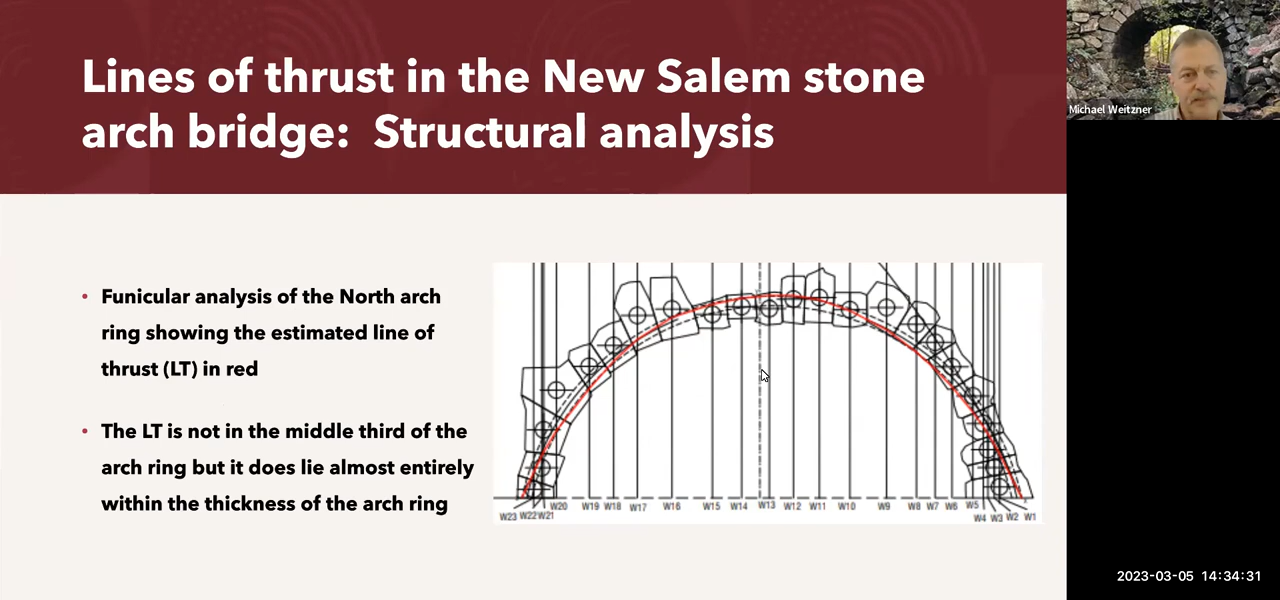 Lines of thrust in the New Salem stone
arch bridge: Structural analysis
Michael Weitzner
• Funicular analysis of the North arch
ring showing the estimated line of
thrust (LT) in red
• The LT is not in the middle third of the
arch ring but it does lie almost entirely
within the thickness of the arch ring
W23 W22 W21 W20 W19 W18 W17 W16 W15 W14 W13 W12 W11 W10 W9 W8 W7 W6 W5 W4 W3 W2 W1
2023-03-05 14:34:31